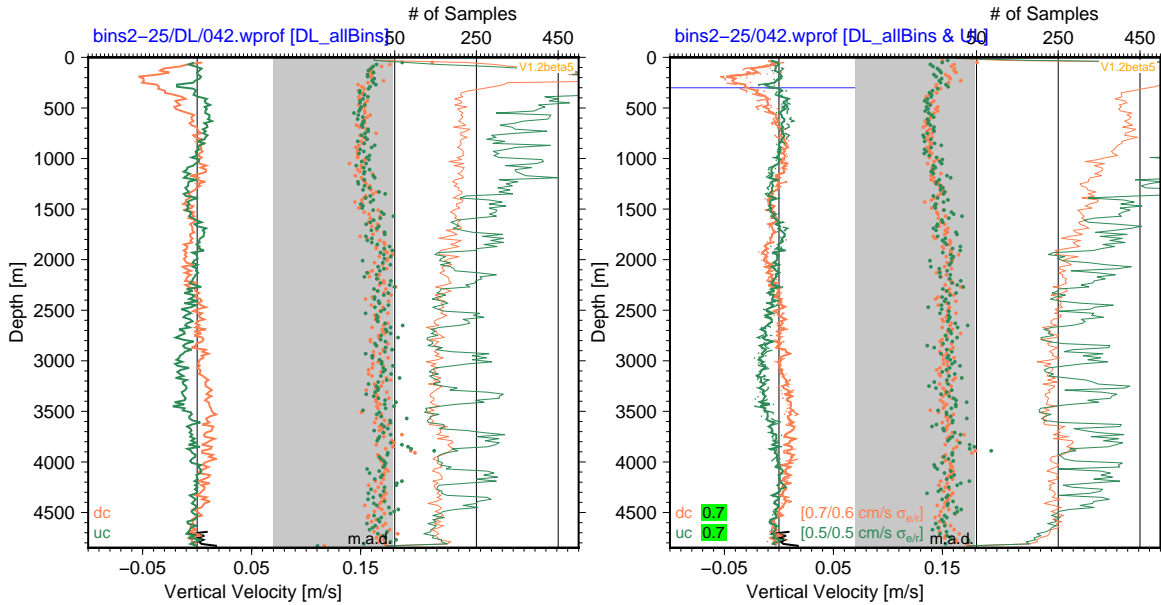 # of Samples
bins2-25/DL/042.wprof [DL_allBins] 50 250 450
V1.2beta5
0
500
1000
1500
2000
2500
3000
3500
4000
4500
Depth [m]
dc
uc
m.a.d.
−0.05 0.00 0.05 0.15
Vertical Velocity [m/s]
# of Samples
bins2-25/042.wprof [DL_allBins & UL] 50 250 450
V1.2beta5
0
500
1000
1500
2000
2500
3000
3500
4000
4500
Depth [m]
dc 0.7 [0.7/0.6 cm/s σe/r]
uc 0.7 [0.5/0.5 cm/s σe/r]
m.a.d.
−0.05 0.00 0.05 0.15
Vertical Velocity [m/s]